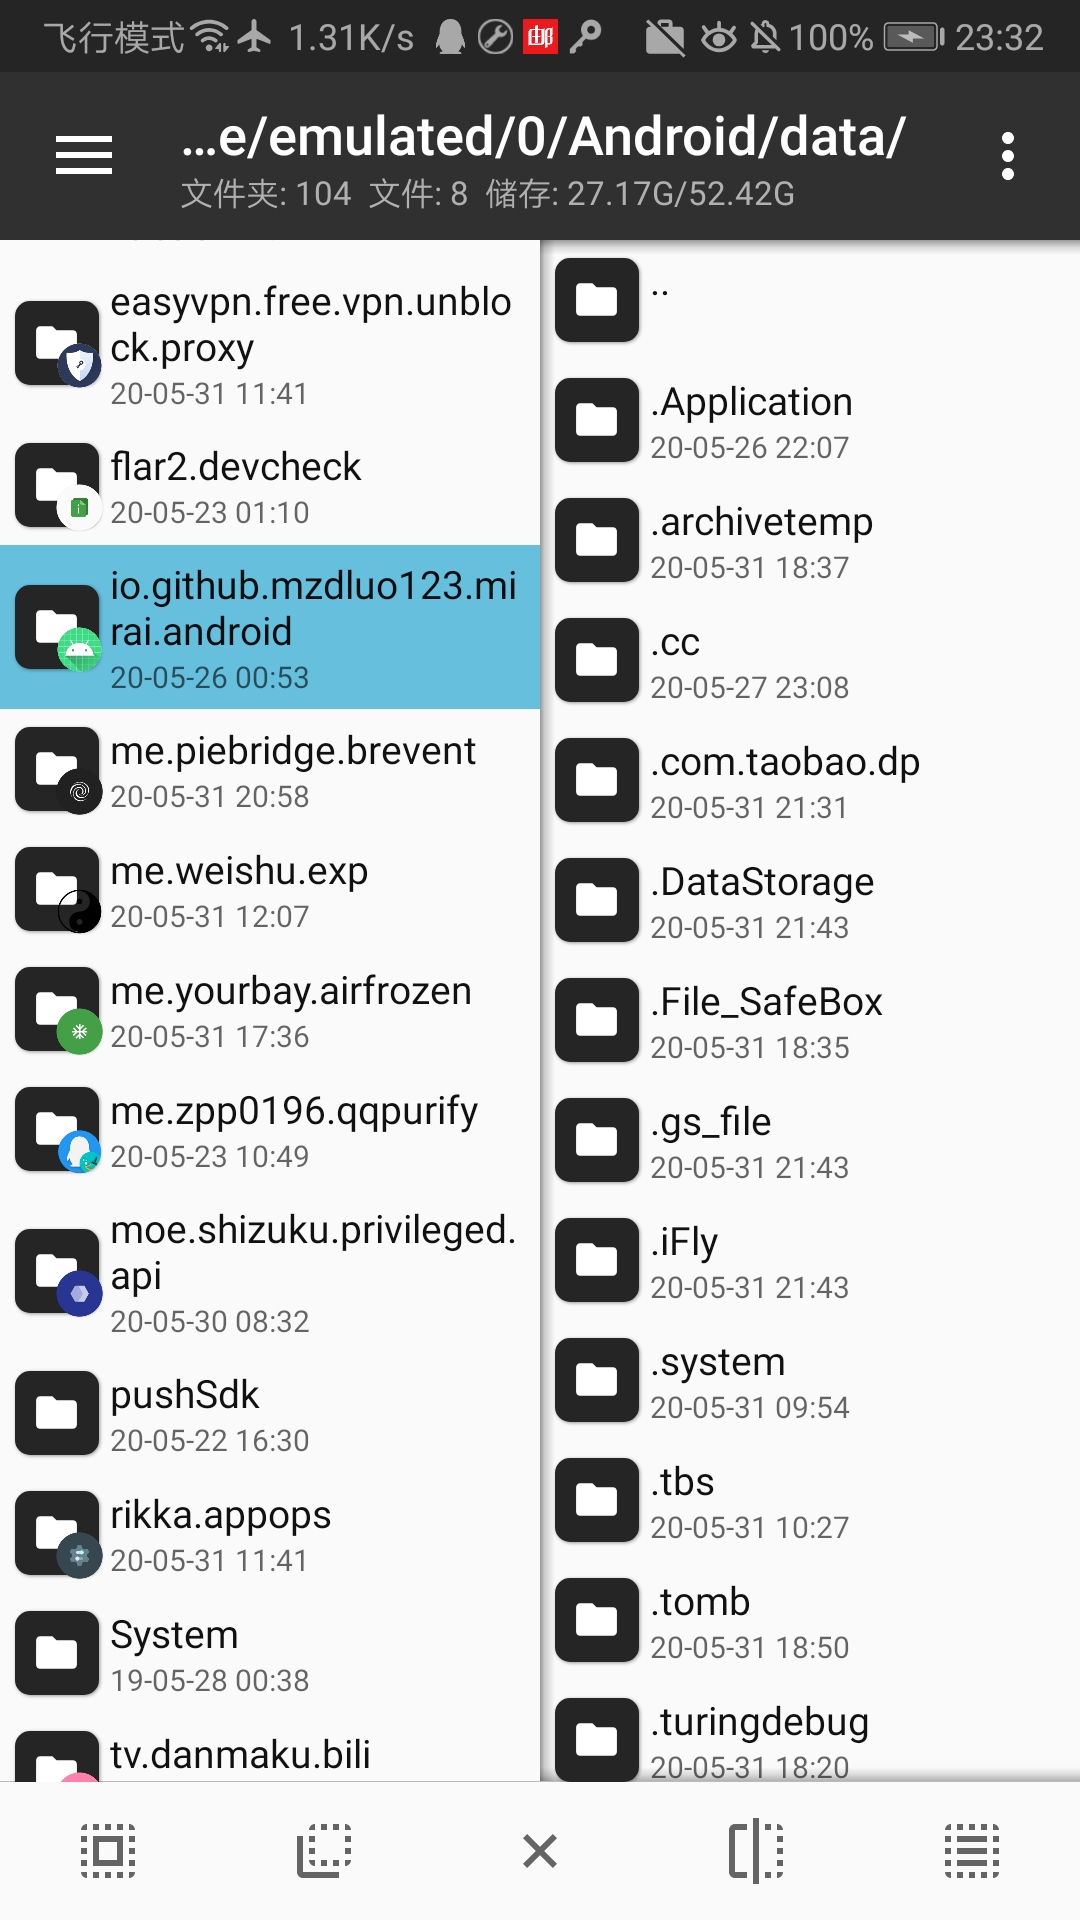 飞行模式 1.31K/s 邮 100% 23:32
...e/emulated/0/Android/data/
文件夹: 104 文件: 8 储存: 27.17G/52.42G
easyvpn.free.vpn.unblo
ck.proxy
20-05-31 11:41
flar2.devcheck
20-05-23 01:10
io.github.mzdluo123.mi
rai.android
20-05-26 00:53
me.piebridge.brevent
20-05-31 20:58
me.weishu.exp
20-05-31 12:07
me.yourbay.airfrozen
20-05-31 17:36
me.zpp0196.qqpurify
20-05-23 10:49
moe.shizuku.privileged.
api
20-05-30 08:32
pushSdk
20-05-22 16:30
rikka.appops
20-05-31 11:41
System
19-05-28 00:38
tv.danmaku.bili
..
.Application
20-05-26 22:07
.archivetemp
20-05-31 18:37
.cc
20-05-27 23:08
.com.taobao.dp
20-05-31 21:31
.DataStorage
20-05-31 21:43
.File_SafeBox
20-05-31 18:35
.gs_file
20-05-31 21:43
.iFly
20-05-31 21:43
.system
20-05-31 09:54
.tbs
20-05-31 10:27
.tomb
20-05-31 18:50
.turingdebug
20-05-31 18:20